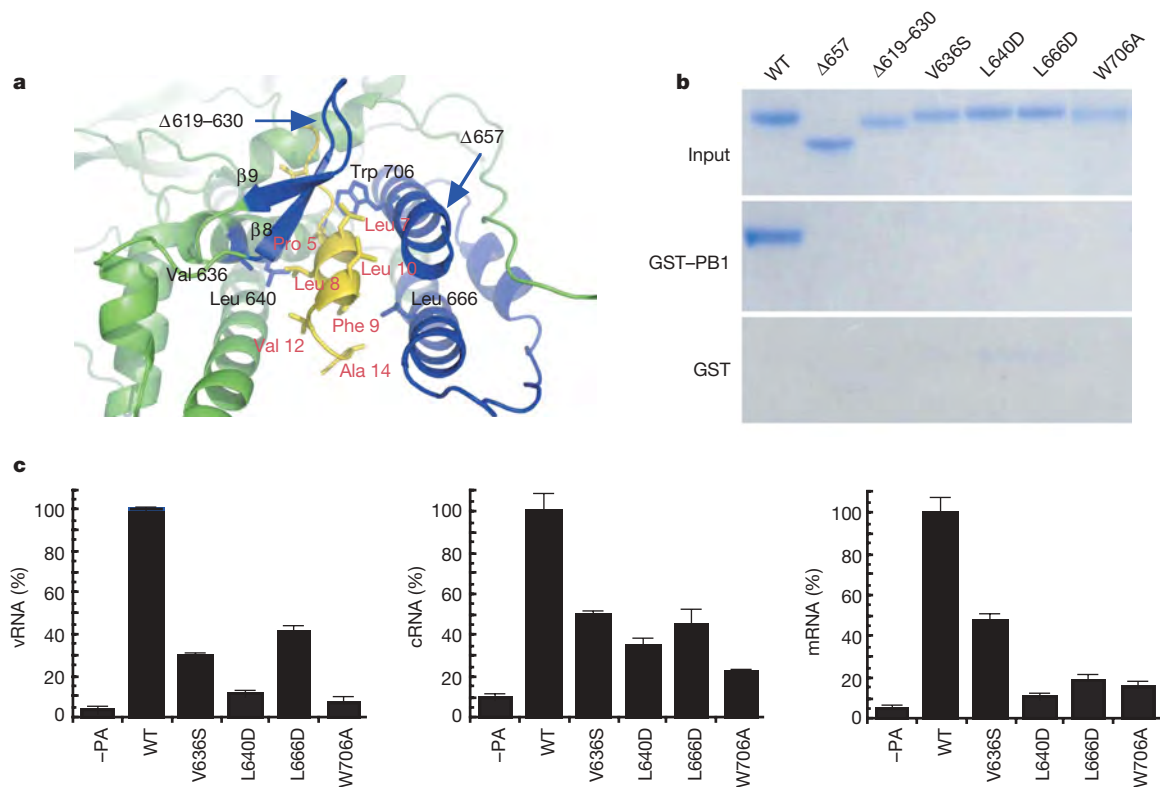 a
Δ619–630
Δ657
β9
Trp 706
Leu 7
β8
Pro 5
Val 636
Leu 10
Leu 8
Leu 640
Leu 666
Phe 9
Val 12
Ala 14
b
WT
Δ657
Δ619–630
V636S
L640D
L666D
W706A
Input
GST–PB1
GST
c
vRNA (%)
100
80
60
40
20
0
–PA
WT
V636S
L640D
L666D
W706A
cRNA (%)
100
80
60
40
20
0
–PA
WT
V636S
L640D
L666D
W706A
mRNA (%)
100
80
60
40
20
0
–PA
WT
V636S
L640D
L666D
W706A